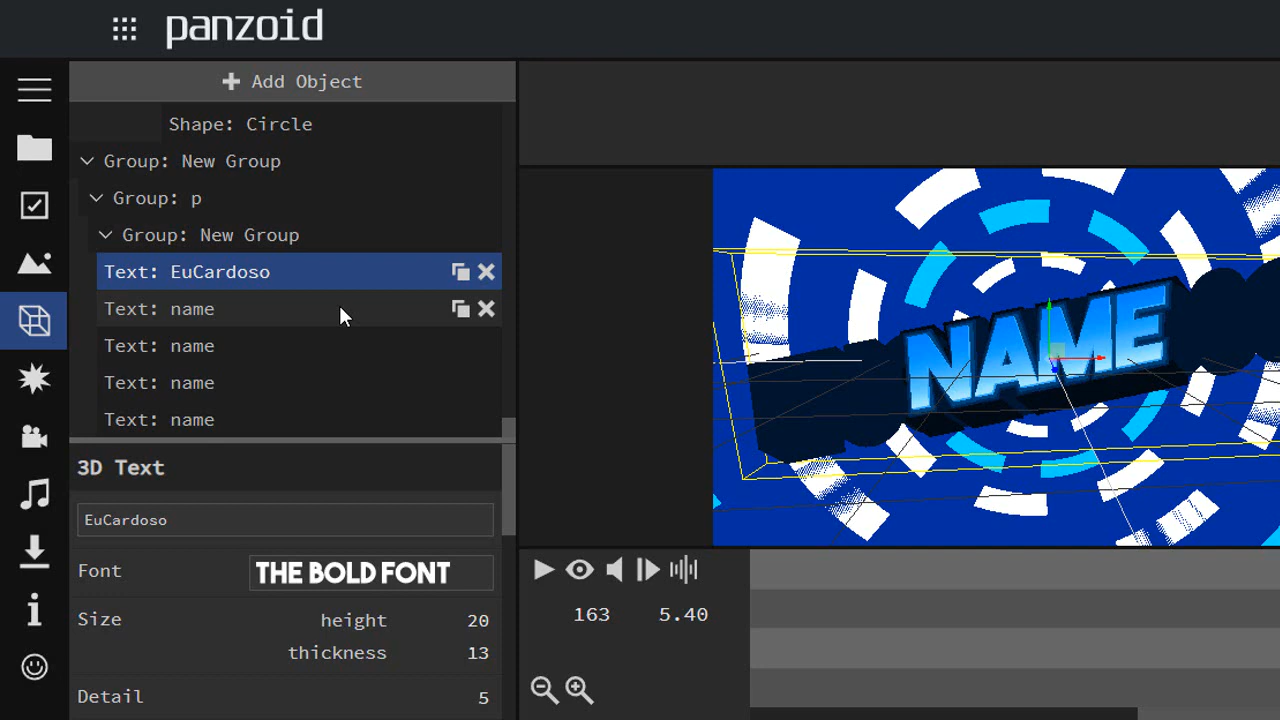 panzoid
Add Object
Shape: Circle
Group: New Group
Group: p
Group: New Group
Text: EuCardoso
Text: name
Text: name
Text: name
Text: name
3D Text
EuCardoso
Font THE BOLD FONT
Size height 20
thickness 13
Detail 5
NAME
163 5.40